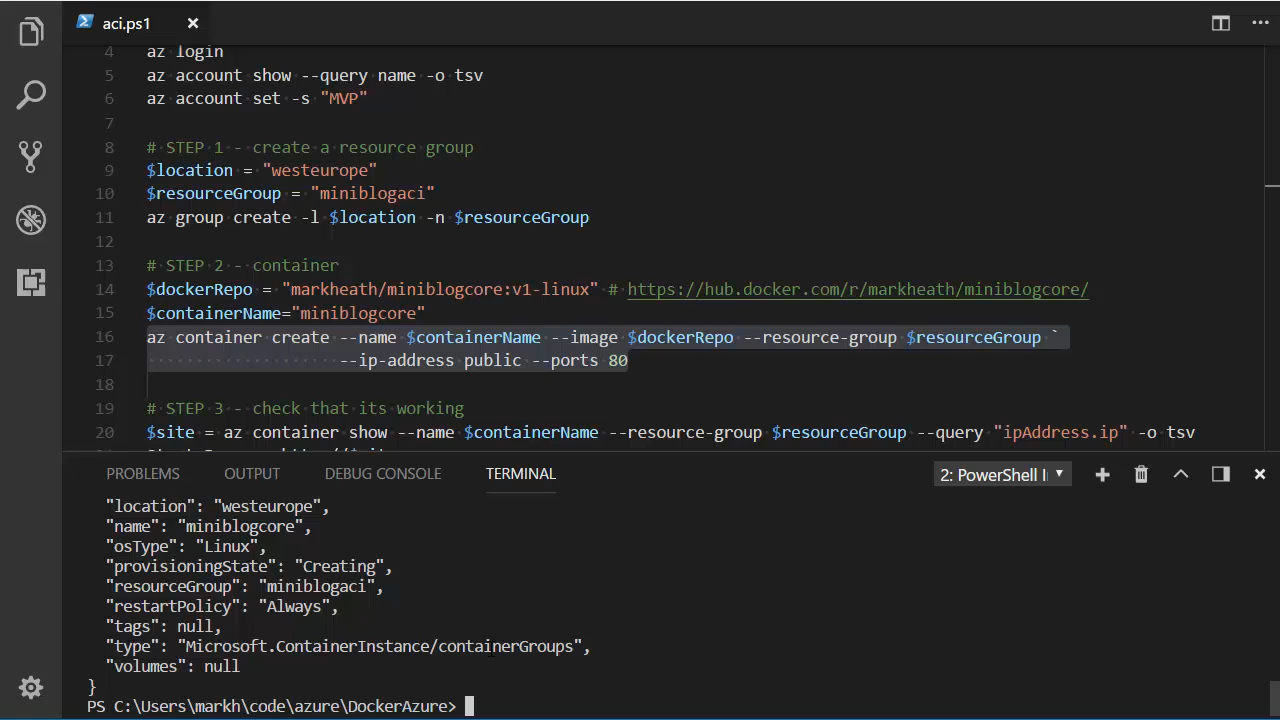 aci.ps1
4 az login
5 az account show --query name -o tsv
6 az account set -s "MVP"
7
8 # STEP 1 - create a resource group
9 $location = "westeurope"
10 $resourceGroup = "miniblogaci"
11 az group create -l $location -n $resourceGroup
12
13 # STEP 2 - container
14 $dockerRepo = "markheath/miniblogcore:v1-linux" # https://hub.docker.com/r/markheath/miniblogcore/
15 $containerName="miniblogcore"
16 az container create --name $containerName --image $dockerRepo --resource-group $resourceGroup `
17 --ip-address public --ports 80
18
19 # STEP 3 - check that its working
20 $site = az container show --name $containerName --resource-group $resourceGroup --query "ipAddress.ip" -o tsv
PROBLEMS OUTPUT DEBUG CONSOLE TERMINAL 2: PowerShell I
"location": "westeurope",
"name": "miniblogcore",
"osType": "Linux",
"provisioningState": "Creating",
"resourceGroup": "miniblogaci",
"restartPolicy": "Always",
"tags": null,
"type": "Microsoft.ContainerInstance/containerGroups",
"volumes": null
}
PS C:\Users\markh\code\azure\DockerAzure>